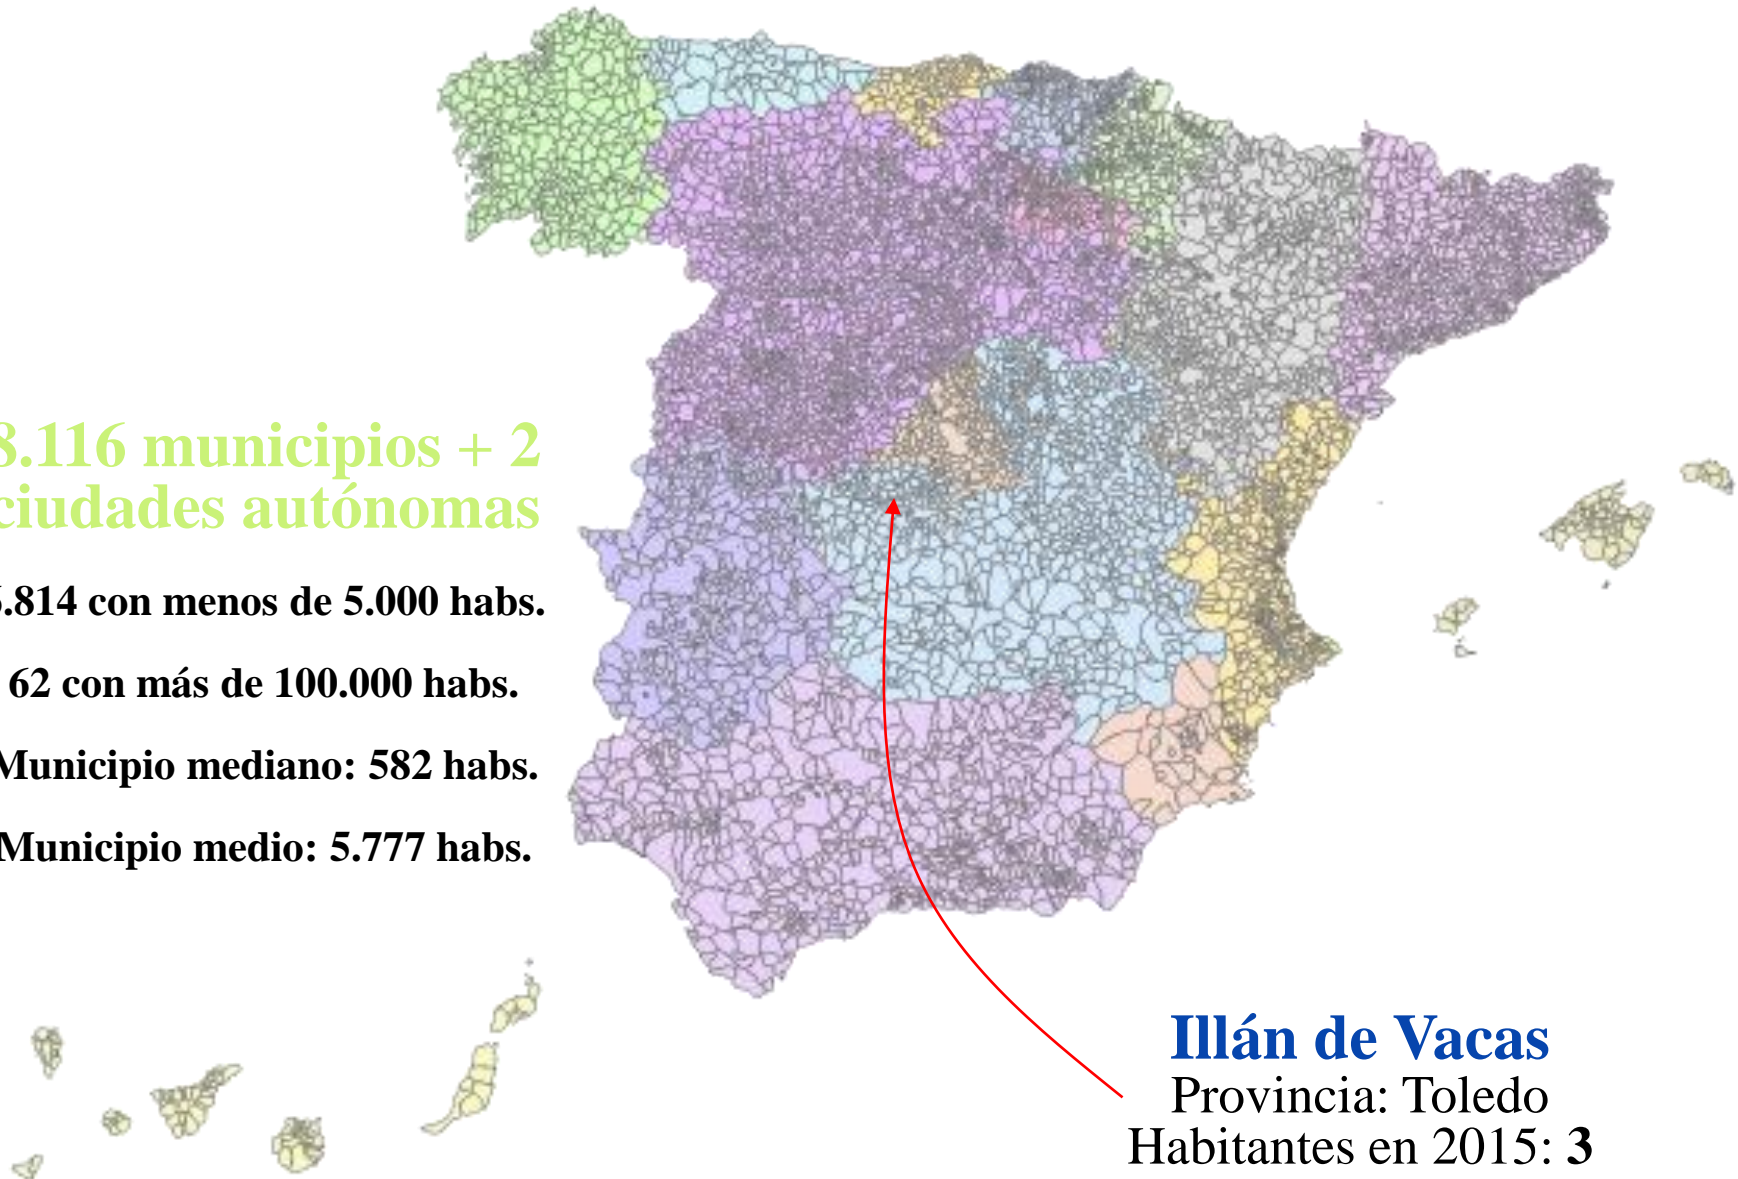 8.116 municipios + 2
ciudades autónomas
.814 con menos de 5.000 habs.
62 con más de 100.000 habs.
Municipio mediano: 582 habs.
Municipio medio: 5.777 habs.
Illán de Vacas
Provincia: Toledo
Habitantes en 2015: 3